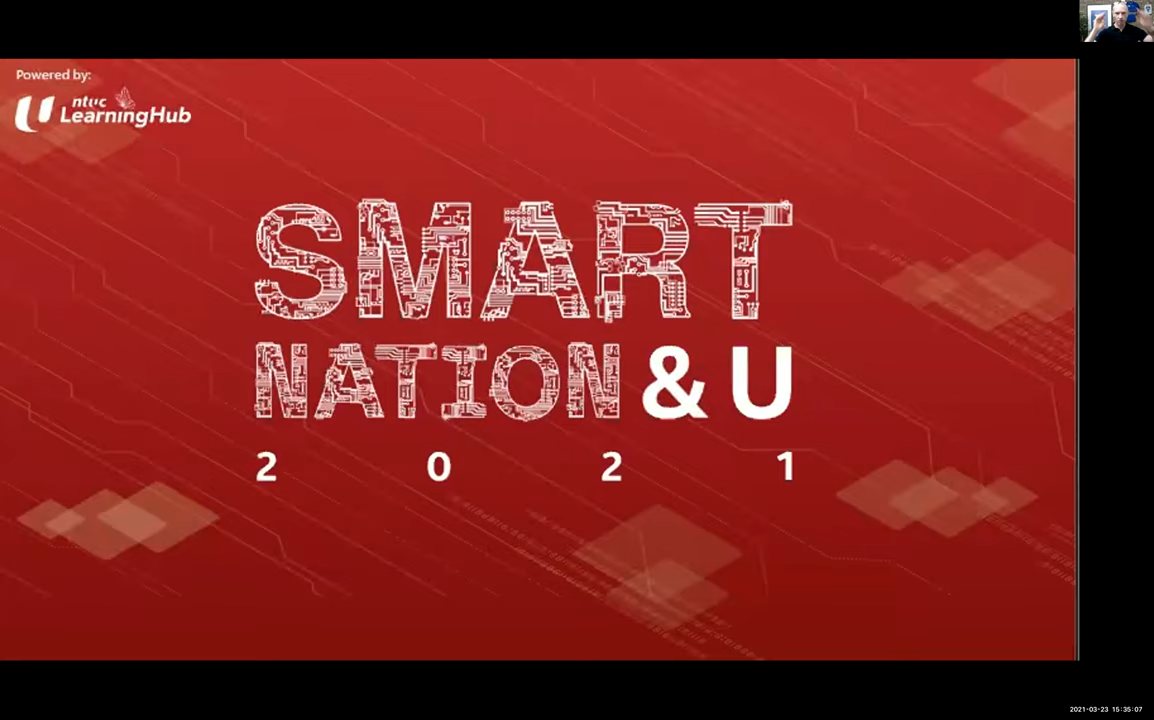 Powered by:
ntuc
LearningHub
SMART
NATION & U
2 0 2 1
2021-03-23 15:35:07